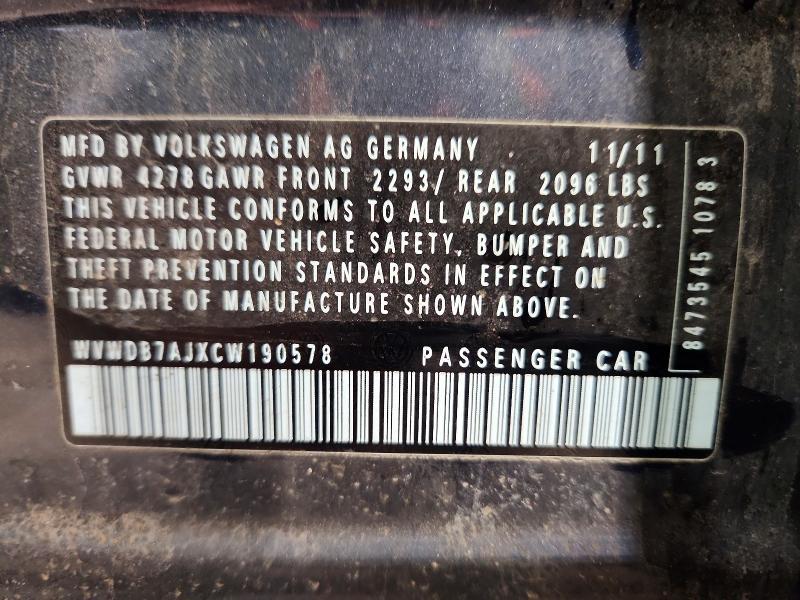 MFD BY VOLKSWAGEN AG GERMANY 11/11
GVWR 4278 GAWR FRONT 2293/ REAR 2096 LBS
THIS VEHICLE CONFORMS TO ALL APPLICABLE U.S.
FEDERAL MOTOR VEHICLE SAFETY, BUMPER AND
THEFT PREVENTION STANDARDS IN EFFECT ON
THE DATE OF MANUFACTURE SHOWN ABOVE.
WVWDB7AJXCW190578 PASSENGER CAR
8473545 1078 3